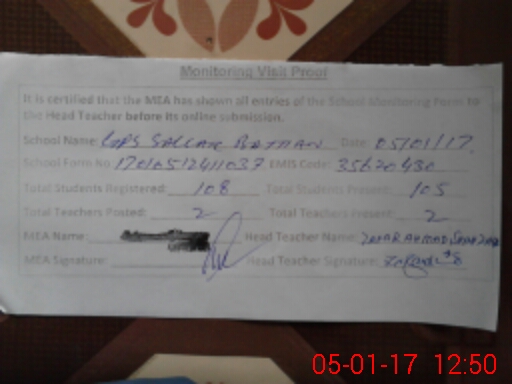 Monitoring Visit Proof
It is certified that the MEA has shown all entries of the School Monitoring Form to
the Head Teacher before its online submission.
School Name: GPS Date: 05/01/17
School Form No 17010512411037 EMIS Code: 35620430
Total Students Registered: 108 Total Students Present: 105
Total Teachers Posted: 2 Total Teachers Present: 2
MEA Name: Head Teacher Name:
MEA Signature: Head Teacher Signature:
05-01-17 12:50